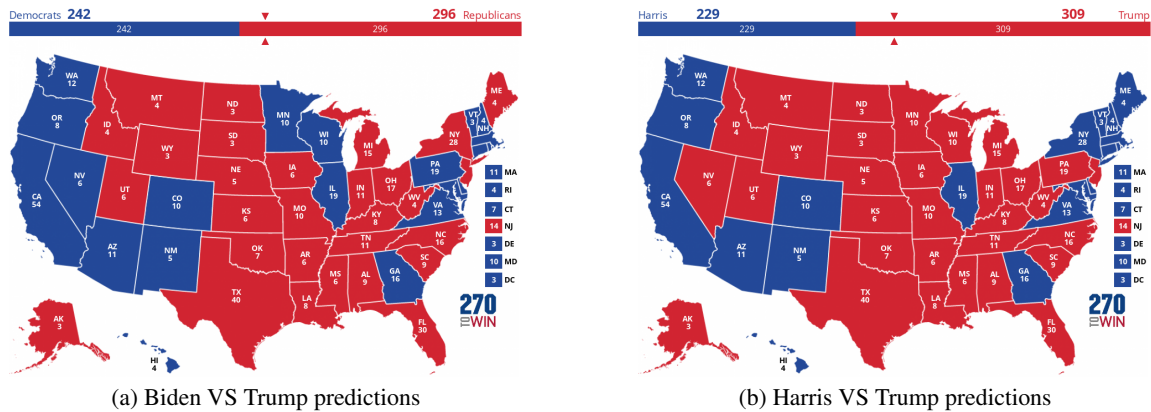 Democrats 242 296 Republicans
242 296
WA
12
OR
8
CA
54
NV
6
ID
4
MT
4
WY
3
UT
6
AZ
11
CO
10
NM
5
ND
3
SD
3
NE
5
KS
6
OK
7
TX
40
MN
10
IA
6
MO
10
AR
6
LA
8
WI
10
IL
19
MI
15
IN
11
OH
17
KY
8
TN
11
MS
6
AL
9
GA
16
FL
30
SC
9
NC
16
VA
13
WV
4
PA
19
NY
28
VT
3
4
NH
ME
4
AK
3
HI
4
11 MA
4 RI
7 CT
14 NJ
3 DE
10 MD
3 DC
270
TO WIN
(a) Biden VS Trump predictions
Harris 229 309 Trump
229 309
WA
12
OR
8
CA
54
NV
6
ID
4
MT
4
WY
3
UT
6
AZ
11
CO
10
NM
5
ND
3
SD
3
NE
5
KS
6
OK
7
TX
40
MN
10
IA
6
MO
10
AR
6
LA
8
WI
10
IL
19
MI
15
IN
11
OH
17
KY
8
TN
11
MS
6
AL
9
GA
16
FL
30
SC
9
NC
16
VA
13
WV
4
PA
19
NY
28
VT
3
4
NH
ME
4
AK
3
HI
4
11 MA
4 RI
7 CT
14 NJ
3 DE
10 MD
3 DC
270
TO WIN
(b) Harris VS Trump predictions